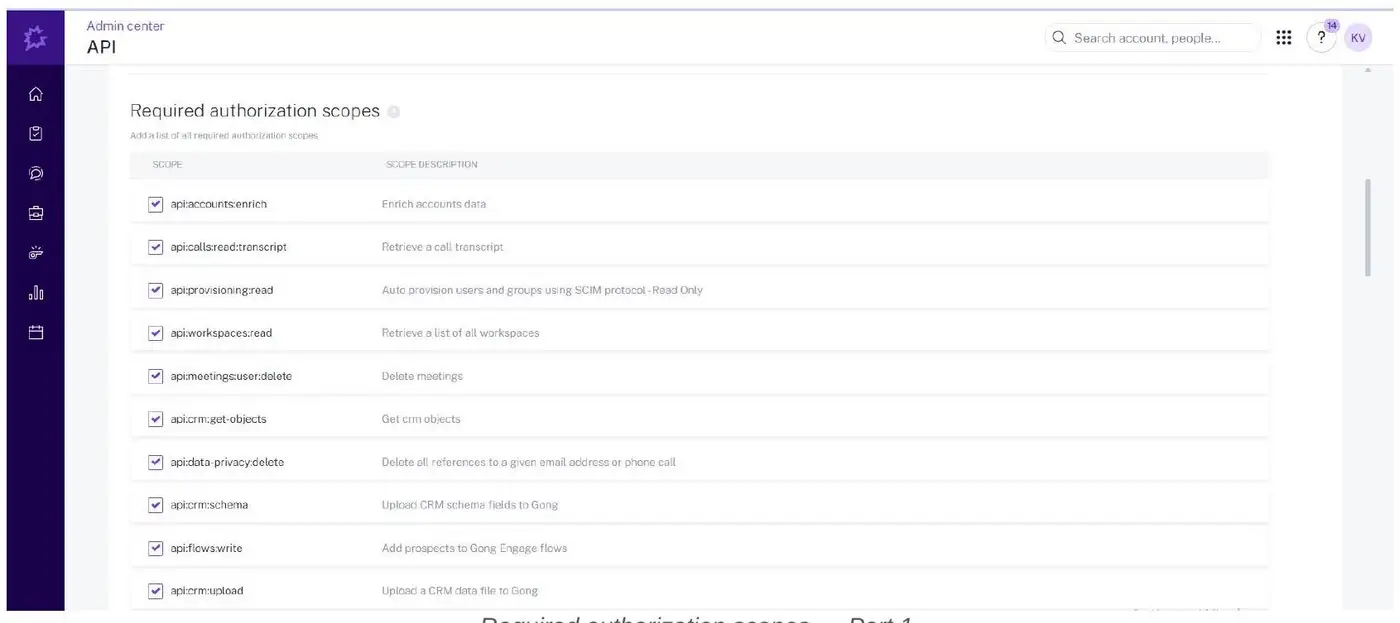 Admin center
API
Search account, people...
14
?
KV
Required authorization scopes
Add a list of all required authorization scopes
SCOPE SCOPE DESCRIPTION
api:accounts:enrich Enrich accounts data
api:calls:read:transcript Retrieve a call transcript
api:provisioning:read Auto provision users and groups using SCIM protocol - Read Only
api:workspaces:read Retrieve a list of all workspaces
api:meetings:user:delete Delete meetings
api:crm:get-objects Get crm objects
api:data-privacy:delete Delete all references to a given email address or phone call
api:crm:schema Upload CRM schema fields to Gong
api:flows:write Add prospects to Gong Engage flows
api:crm:upload Upload a CRM data file to Gong
Required authorization scopes — Part 1